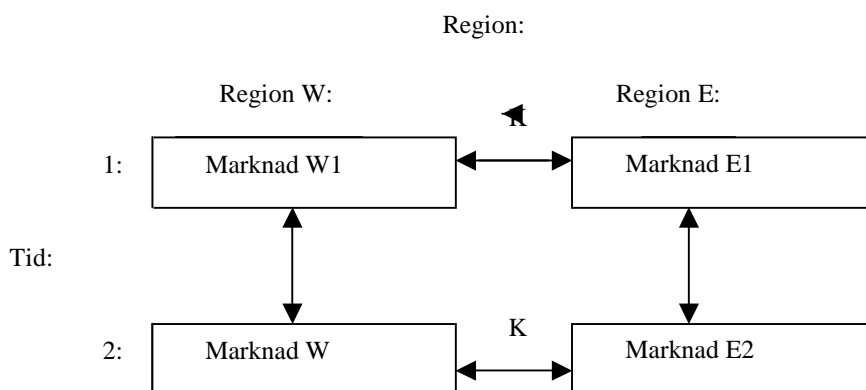 Region:
Region W: Region E:
K
1: Marknad W1 Marknad E1
Tid:
K
2: Marknad W Marknad E2